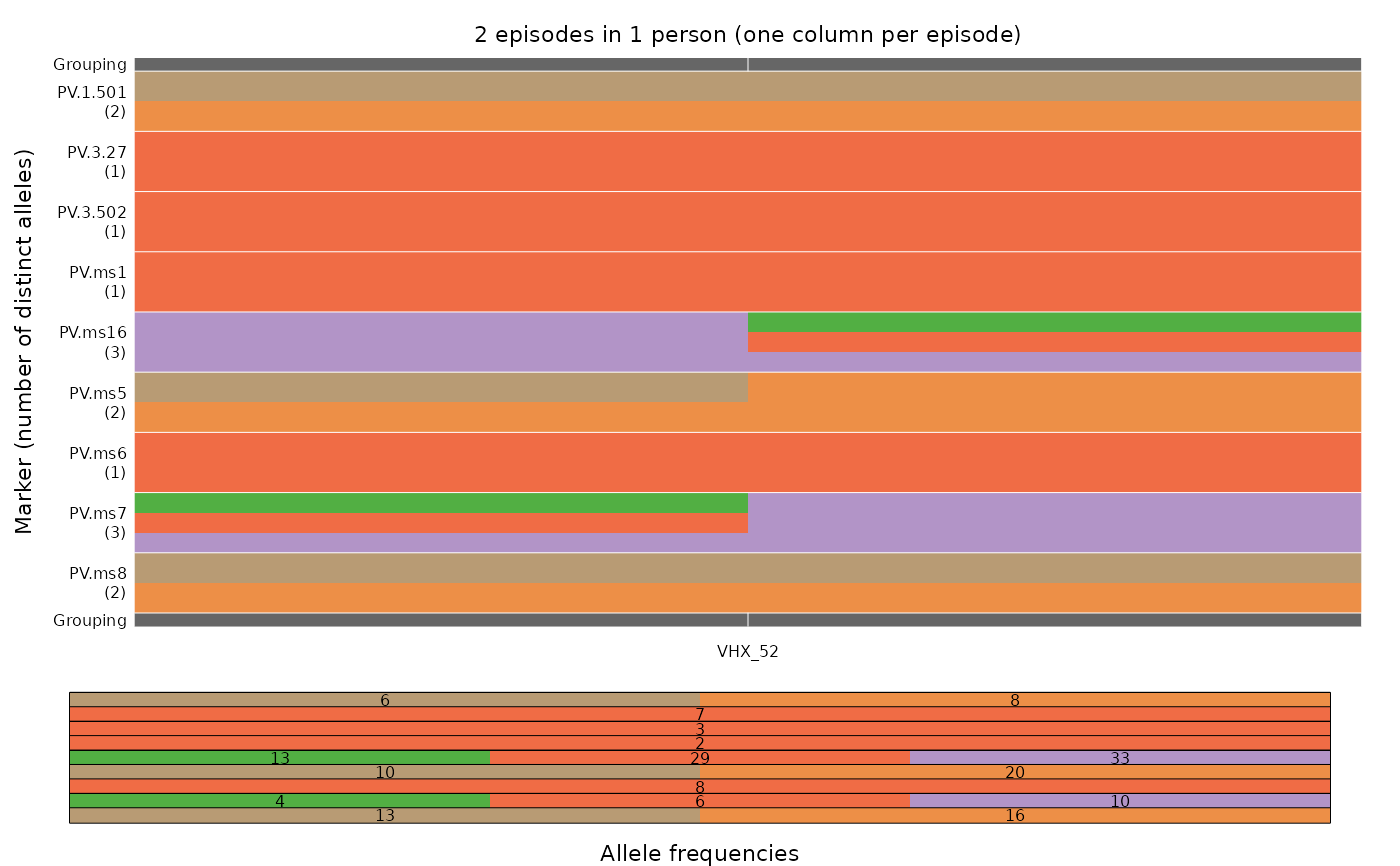 2 episodes in 1 person (one column per episode)
Grouping
PV.1.501
(2)
PV.3.27
(1)
PV.3.502
(1)
PV.ms1
(1)
PV.ms16
(3)
PV.ms5
(2)
PV.ms6
(1)
PV.ms7
(3)
PV.ms8
(2)
Grouping
Marker (number of distinct alleles)
VHX_52
6 8
7
3
2
13 29 33
10 20
8
4 6 10
13 16
Allele frequencies